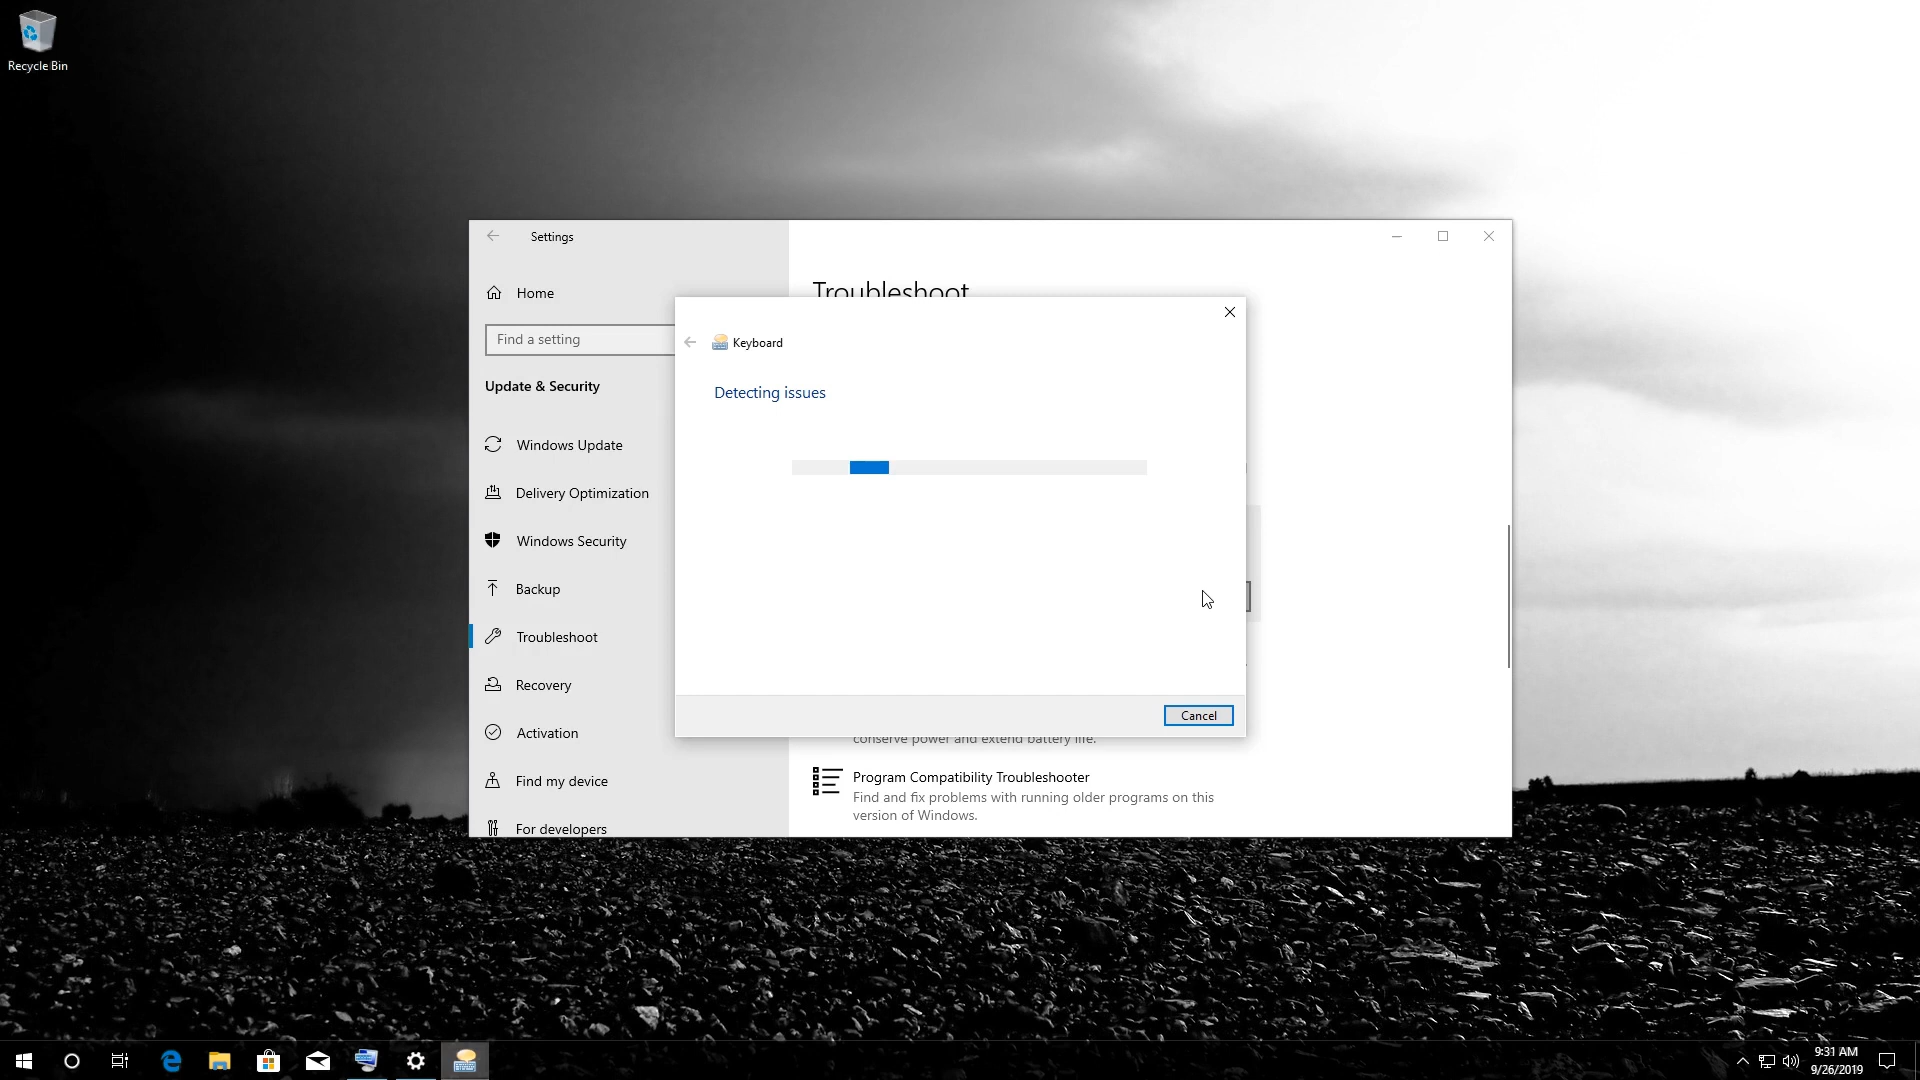 Recycle Bin
Settings
Home
Find a setting
Update & Security
Windows Update
Delivery Optimization
Windows Security
Backup
Troubleshoot
Recovery
Activation
Find my device
For developers
Troubleshoot
Keyboard
Detecting issues
Cancel
conserve power and extend battery life.
Program Compatibility Troubleshooter
Find and fix problems with running older programs on this
version of Windows.
9:31 AM
9/26/2019